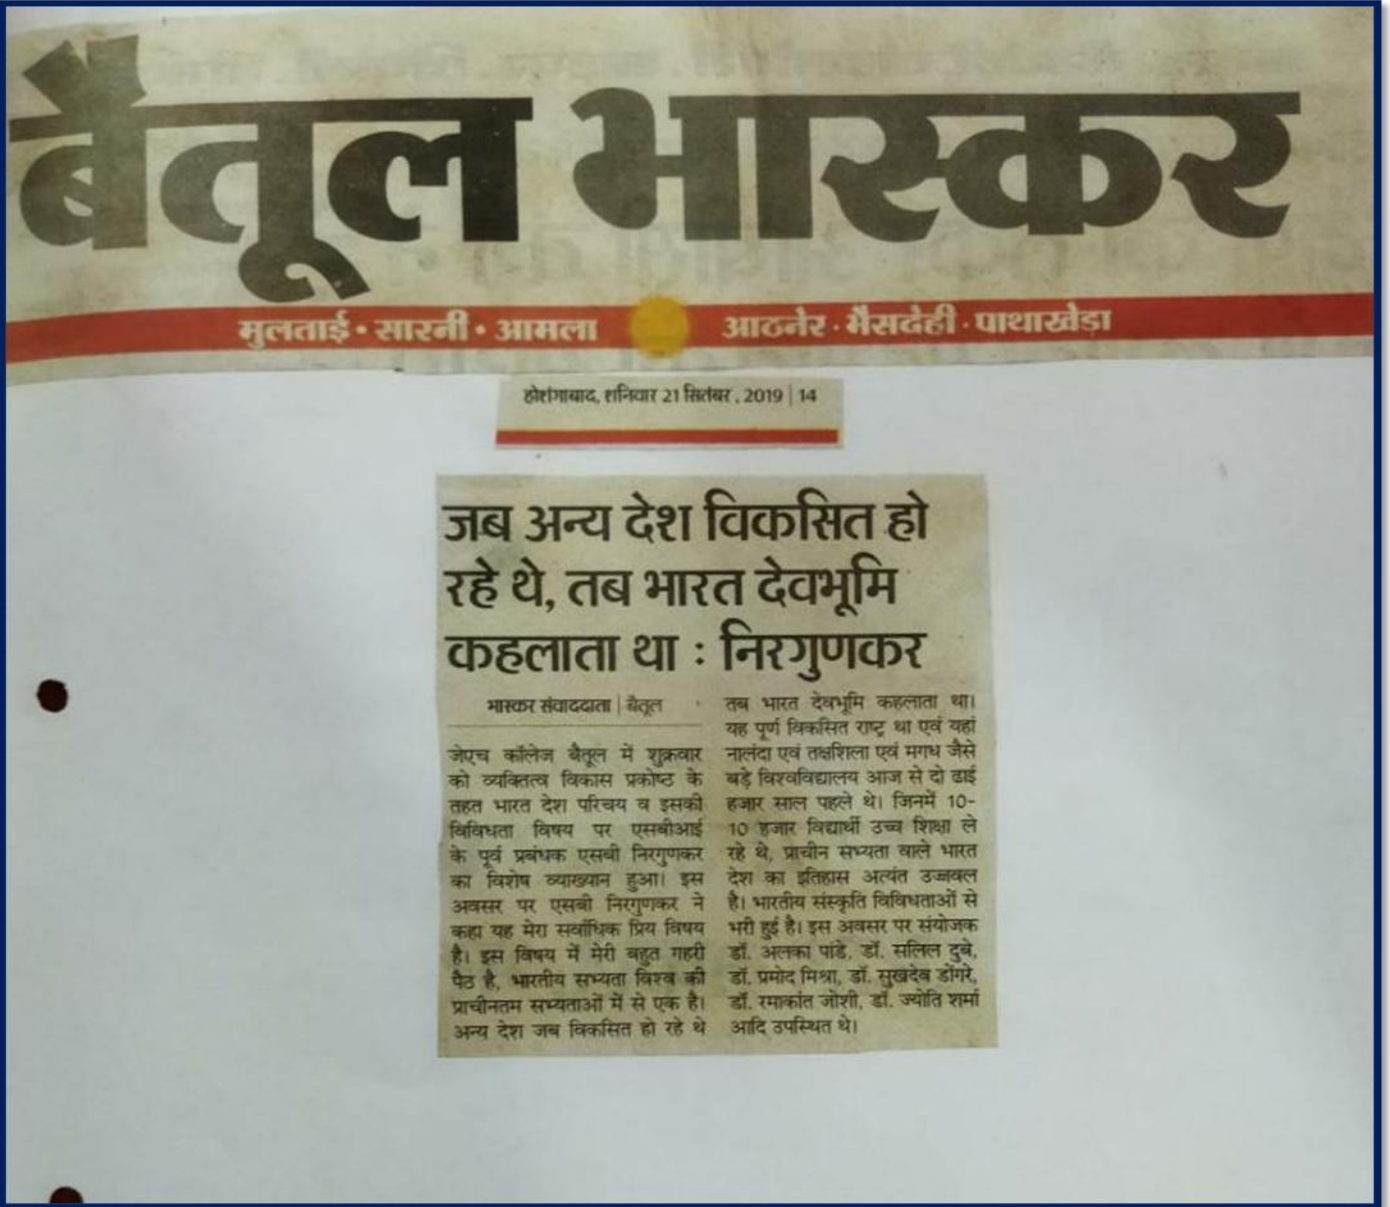 बैतूल भास्कर
मुलताई • सारनी • आमला
आठनेर • भैंसदेही • पाथाखेड़ा
होशंगाबाद, शनिवार 21 सितंबर, 2019 | 14
जब अन्य देश विकसित हो
रहे थे, तब भारत देवभूमि
कहलाता था : निरगुणकर
भास्कर संवाददाता | बैतूल
जेएच कॉलेज बैतूल में शुक्रवार
को व्यक्तित्व विकास प्रकोष्ठ के
तहत भारत देश परिचय व इसकी
विविधता विषय पर एसबीआई
के पूर्व प्रबंधक एसबी निरगुणकर
का विशेष व्याख्यान हुआ। इस
अवसर पर एसबी निरगुणकर ने
कहा यह मेरा सर्वाधिक प्रिय विषय
है। इस विषय में मेरी बहुत गहरी
पैठ है, भारतीय सभ्यता विश्व की
प्राचीनतम सभ्यताओं में से एक है।
अन्य देश जब विकसित हो रहे थे
तब भारत देवभूमि कहलाता था।
यह पूर्ण विकसित राष्ट्र था एवं यहां
नालंदा एवं तक्षशिला एवं मगध जैसे
बड़े विश्वविद्यालय आज से दो ढाई
हजार साल पहले थे। जिनमें 10-
10 हजार विद्यार्थी उच्च शिक्षा ले
रहे थे, प्राचीन सभ्यता वाले भारत
देश का इतिहास अत्यंत उज्जवल
है। भारतीय संस्कृति विविधताओं से
भरी हुई है। इस अवसर पर संयोजक
डॉ. अलका पांडे, डॉ. सलिल दुबे,
डॉ. प्रमोद मिश्रा, डॉ. सुखदेव डोंगरे,
डॉ. रमाकांत जोशी, डॉ. ज्योति शर्मा
आदि उपस्थित थे।